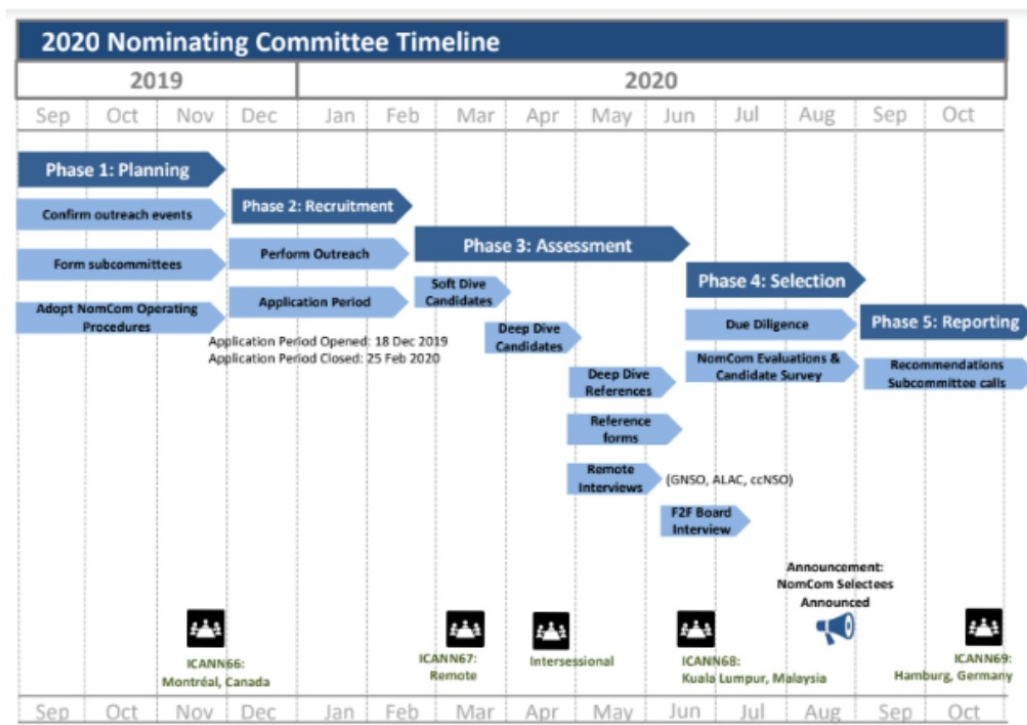 2020 Nominating Committee Timeline
2019
2020
Sep Oct Nov Dec Jan Feb Mar Apr May Jun Jul Aug Sep Oct
Phase 1: Planning
Confirm outreach events
Form subcommittees
Adopt NomCom Operating
Procedures
Phase 2: Recruitment
Perform Outreach
Application Period
Application Period Opened: 18 Dec 2019
Application Period Closed: 25 Feb 2020
Phase 3: Assessment
Soft Dive
Candidates
Deep Dive
Candidates
Deep Dive
References
Reference
forms
Remote
Interviews
(GNSO, ALAC, ccNSO)
F2F Board
Interview
Phase 4: Selection
Due Diligence
NomCom Evaluations &
Candidate Survey
Phase 5: Reporting
Recommendations
Subcommittee calls
Announcement:
NomCom Selectees
Announced
ICANN66:
Montréal, Canada
ICANN67:
Remote
Intersessional
ICANN68:
Kuala Lumpur, Malaysia
ICANN69:
Hamburg, Germany
Sep Oct Nov Dec Jan Feb Mar Apr May Jun Jul Aug Sep Oct